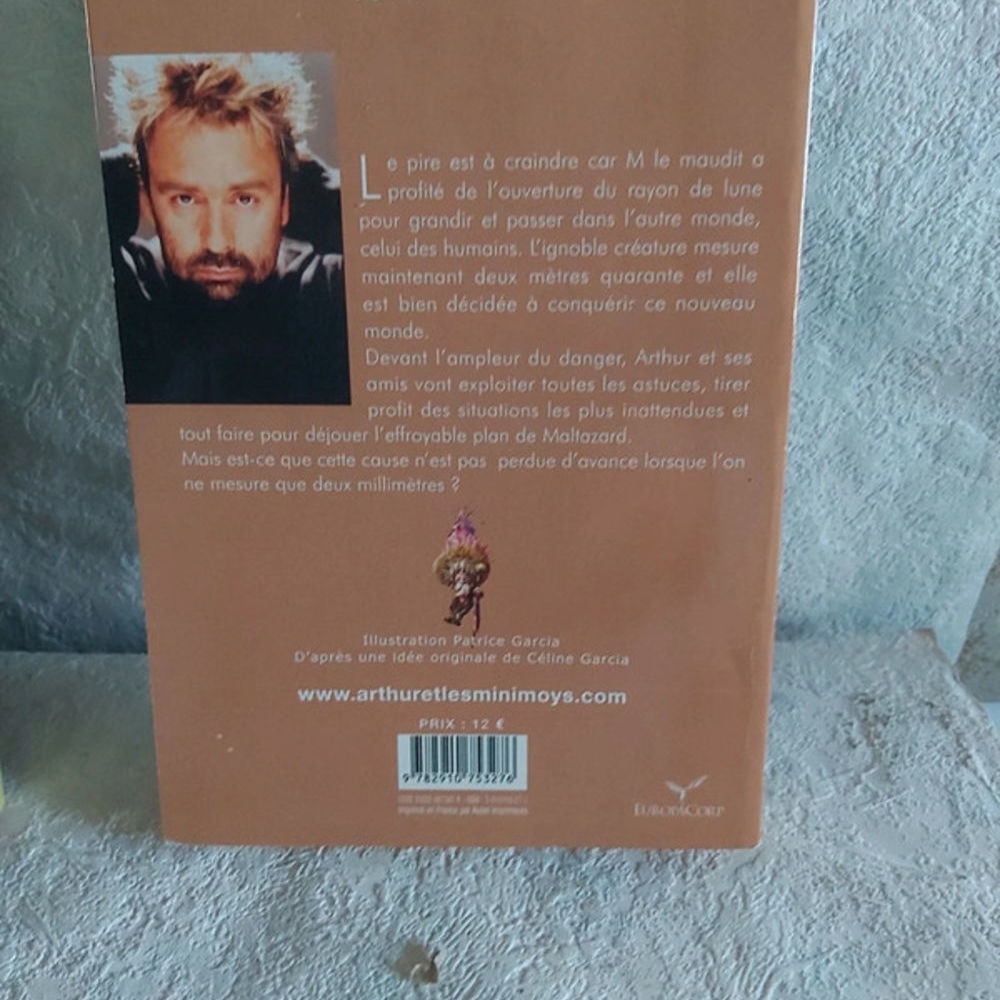 Le pire est à craindre car M le maudit a
profité de l'ouverture du rayon de lune
pour grandir et passer dans l'autre monde,
celui des humains. L'ignoble créature mesure
maintenant deux mètres quarante et elle
est bien décidée à conquérir ce nouveau
monde.
Devant l'ampleur du danger, Arthur et ses
amis vont exploiter toutes les astuces, tirer
profit des situations les plus inattendues et
tout faire pour déjouer l'effroyable plan de Maltazard.
Mais est-ce que cette cause n'est pas perdue d'avance lorsque l'on
ne mesure que deux millimètres ?
Illustration Patrice Garcia
D'après une idée originale de Céline Garcia
www.arthuretlesminimoys.com
PRIX : 12 €
9 782910 753276
EUROPACORP